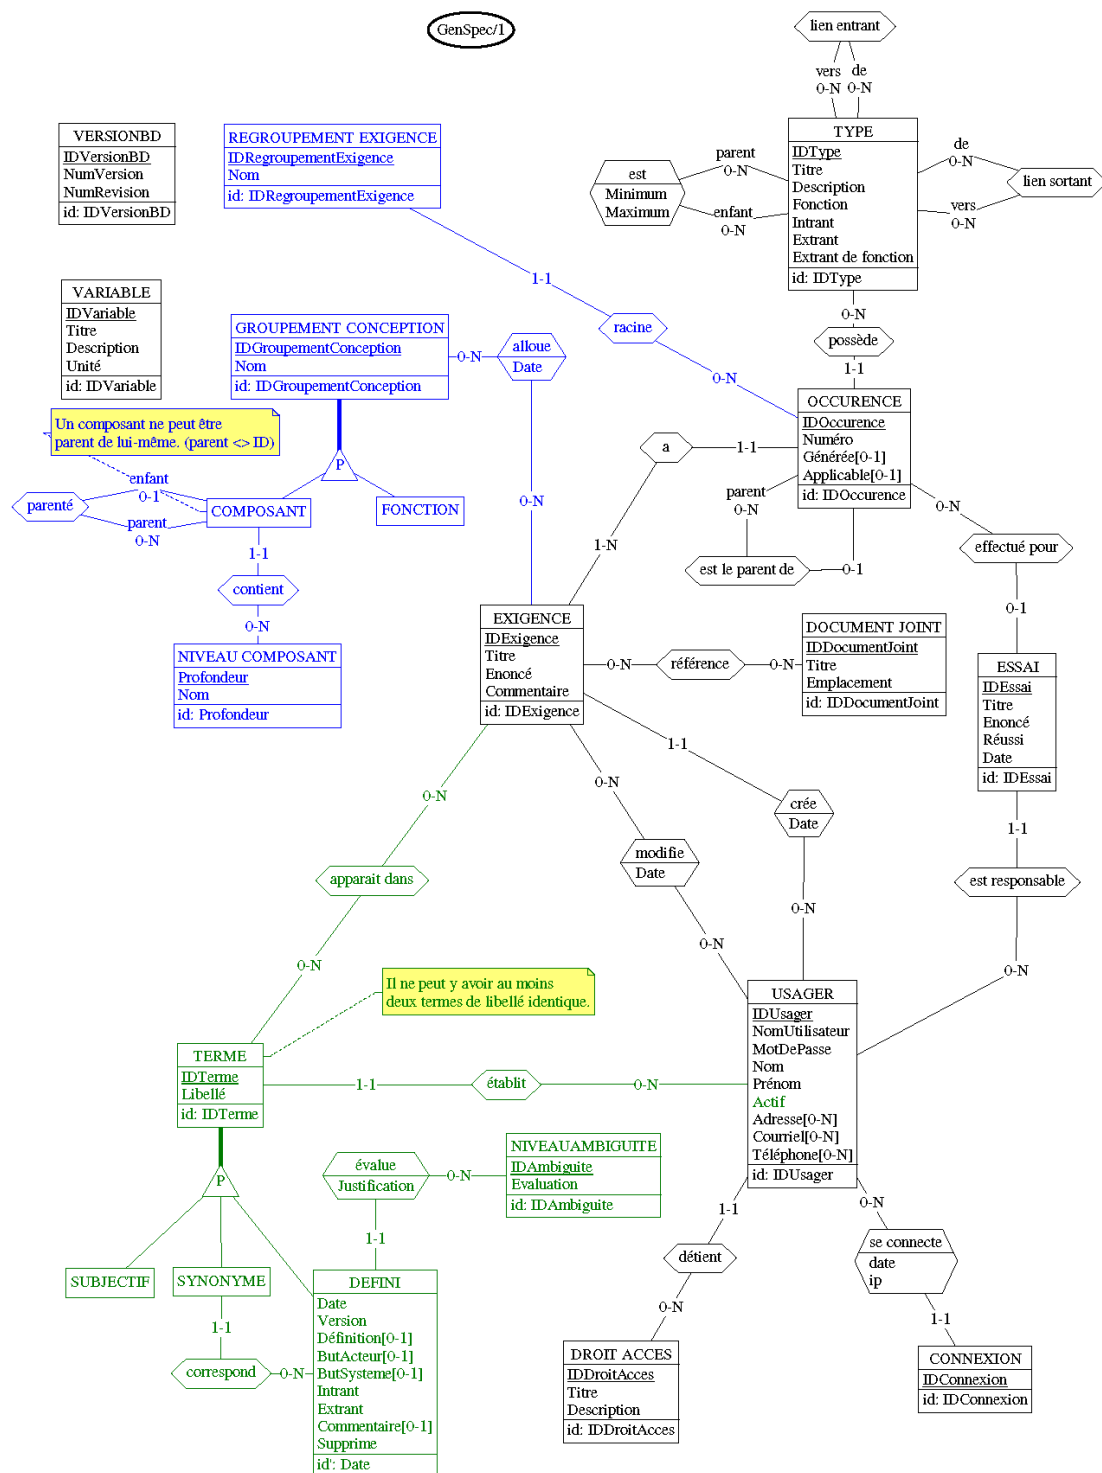 GenSpec/1
lien entrant
vers
0-N
de
0-N
TYPE
IDType
Titre
Description
Fonction
Intrant
Extrant
Extrant de fonction
id: IDType
parent
0-N
est
Minimum
Maximum
enfant
0-N
de
0-N
lien sortant
vers
0-N
VERSIONBD
IDVersionBD
NumVersion
NumRevision
id: IDVersionBD
REGROUPEMENT EXIGENCE
IDRegroupementExigence
Nom
id: IDRegroupementExigence
1-1
racine
0-N
VARIABLE
IDVariable
Titre
Description
Unité
id: IDVariable
GROUPEMENT CONCEPTION
IDGroupementConception
Nom
id: IDGroupementConception
0-N
alloue
Date
0-N
0-N
possède
1-1
OCCURENCE
IDOccurence
Numéro
Générée[0-1]
Applicable[0-1]
id: IDOccurence
Un composant ne peut être
parent de lui-même. (parent <> ID)
P
enfant
0-1
parenté
parent
0-N
COMPOSANT
FONCTION
1-1
contient
0-N
NIVEAU COMPOSANT
Profondeur
Nom
id: Profondeur
a
1-1
1-N
parent
0-N
est le parent de
0-1
0-N
effectué pour
0-1
EXIGENCE
IDExigence
Titre
Enoncé
Commentaire
id: IDExigence
0-N
référence
0-N
DOCUMENT JOINT
IDDocumentJoint
Titre
Emplacement
id: IDDocumentJoint
ESSAI
IDEssai
Titre
Enoncé
Réussi
Date
id: IDEssai
1-1
crée
Date
0-N
0-N
modifie
Date
0-N
1-1
est responsable
0-N
0-N
apparait dans
0-N
Il ne peut y avoir au moins
deux termes de libellé identique.
TERME
IDTerme
Libellé
id: IDTerme
1-1
établit
0-N
USAGER
IDUsager
NomUtilisateur
MotDePasse
Nom
Prénom
Actif
Adresse[0-N]
Courriel[0-N]
Téléphone[0-N]
id: IDUsager
P
évalue
Justification
0-N
NIVEAUAMBIGUITE
IDAmbiguite
Evaluation
id: IDAmbiguite
1-1
SUBJECTIF
SYNONYME
1-1
correspond
0-N
DEFINI
Date
Version
Définition[0-1]
ButActeur[0-1]
ButSysteme[0-1]
Intrant
Extrant
Commentaire[0-1]
Supprime
id': Date
1-1
détient
0-N
DROIT ACCES
IDDroitAcces
Titre
Description
id: IDDroitAcces
0-N
se connecte
date
ip
1-1
CONNEXION
IDConnexion
id: IDConnexion